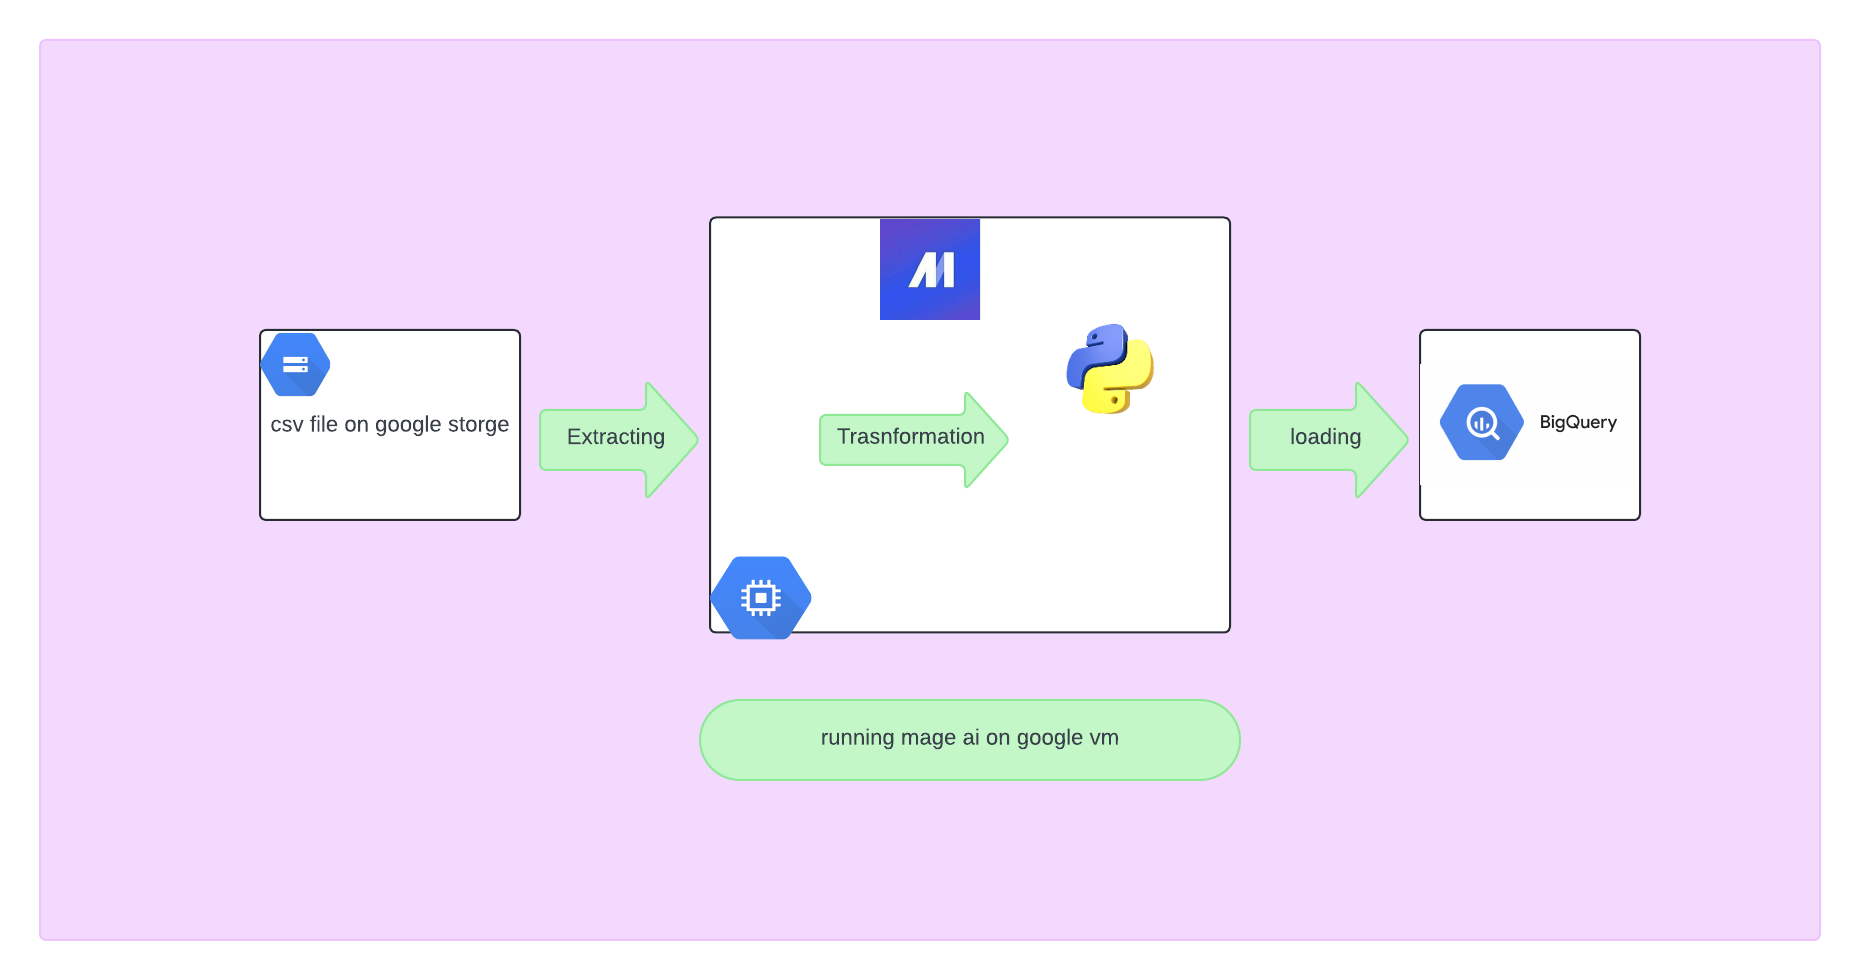 csv file on google storge
Extracting
Trasnformation
loading
BigQuery
running mage ai on google vm